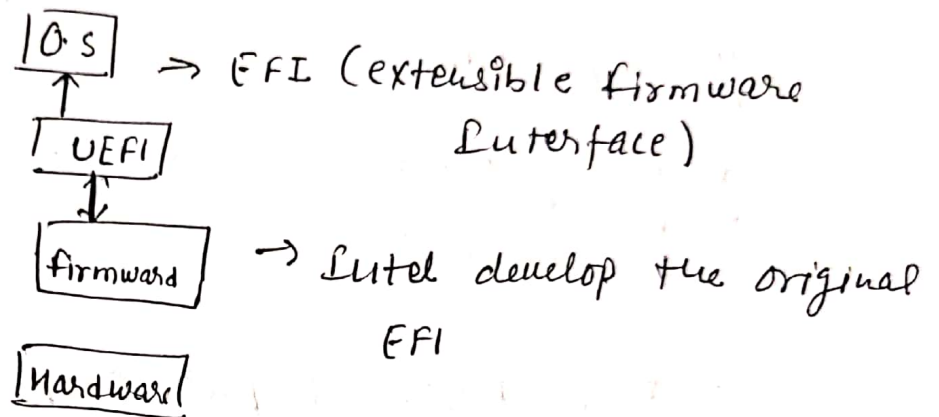 O.S
→ EFI (extensible firmware
Interface)
UEFI
firmward
→ Intel develop the original
EFI
Hardware